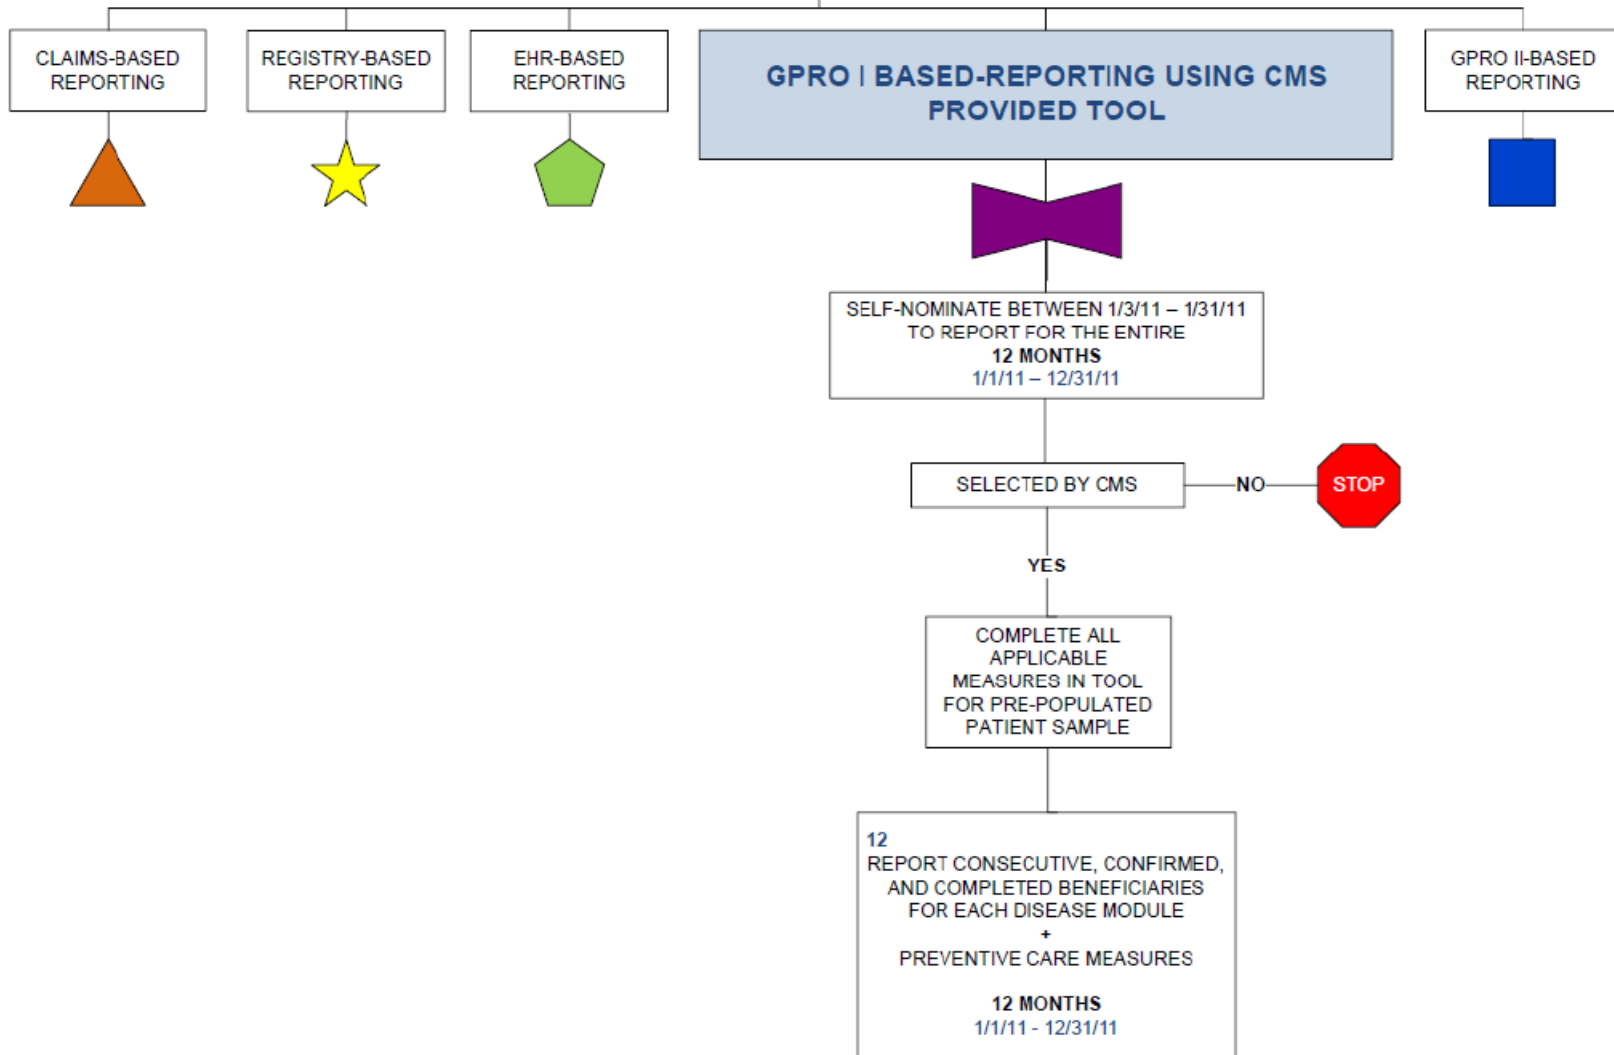 CLAIMS-BASED
REPORTING
REGISTRY-BASED
REPORTING
EHR-BASED
REPORTING
GPRO I BASED-REPORTING USING CMS
PROVIDED TOOL
GPRO II-BASED
REPORTING
SELF-NOMINATE BETWEEN 1/3/11 – 1/31/11
TO REPORT FOR THE ENTIRE
12 MONTHS
1/1/11 – 12/31/11
SELECTED BY CMS
NO
STOP
YES
COMPLETE ALL
APPLICABLE
MEASURES IN TOOL
FOR PRE-POPULATED
PATIENT SAMPLE
12
REPORT CONSECUTIVE, CONFIRMED,
AND COMPLETED BENEFICIARIES
FOR EACH DISEASE MODULE
+
PREVENTIVE CARE MEASURES
12 MONTHS
1/1/11 - 12/31/11